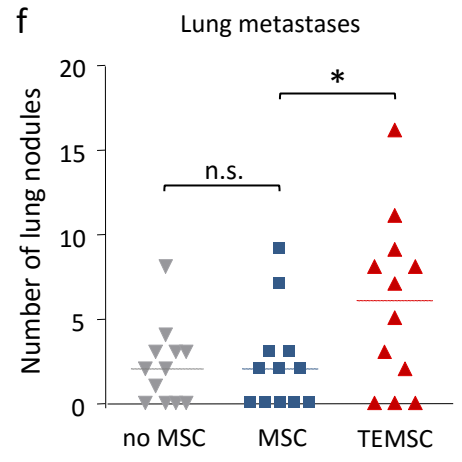 f
Lung metastases
Number of lung nodules
20
15
10
5
0
n.s.
*
no MSC
MSC
TEMSC